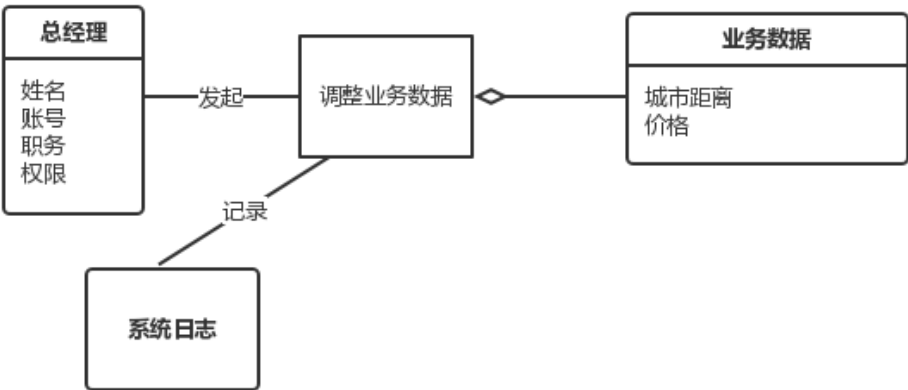 总经理
姓名
账号
职务
权限
发起
调整业务数据
业务数据
城市距离
价格
记录
系统日志